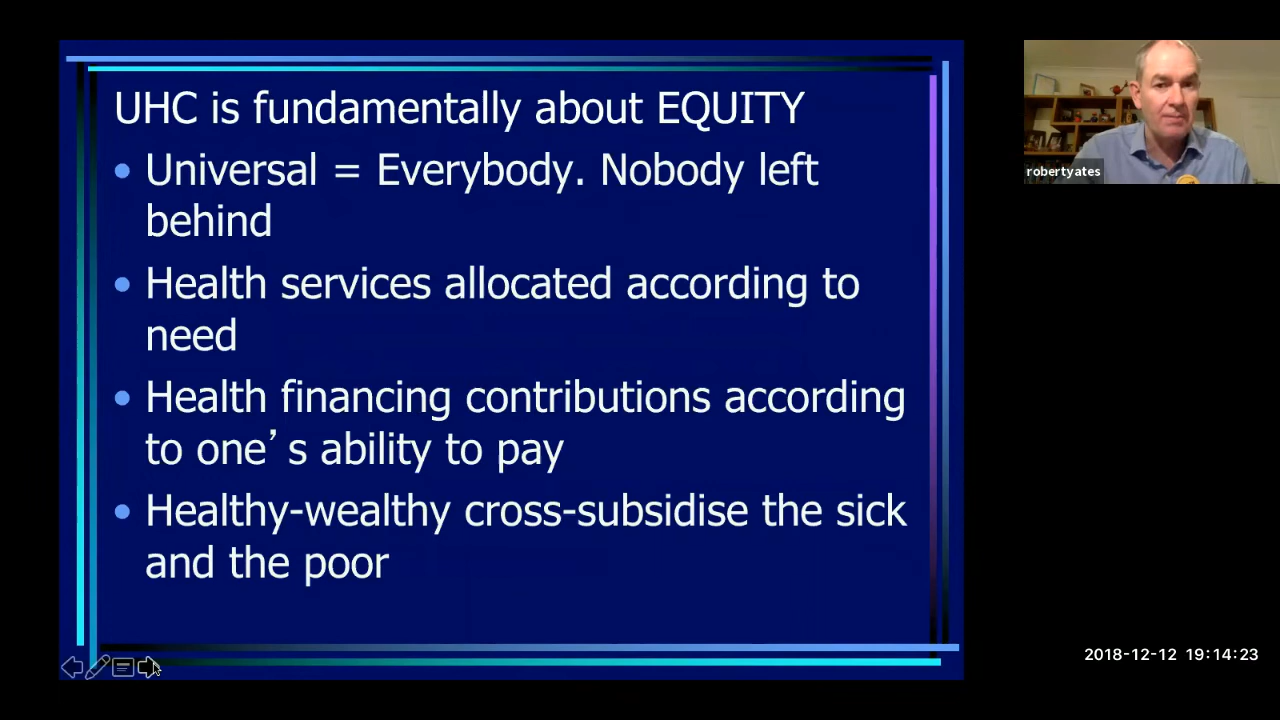 UHC is fundamentally about EQUITY
• Universal = Everybody. Nobody left
behind
• Health services allocated according to
need
• Health financing contributions according
to one’s ability to pay
• Healthy-wealthy cross-subsidise the sick
and the poor
robertyates
2018-12-12 19:14:23